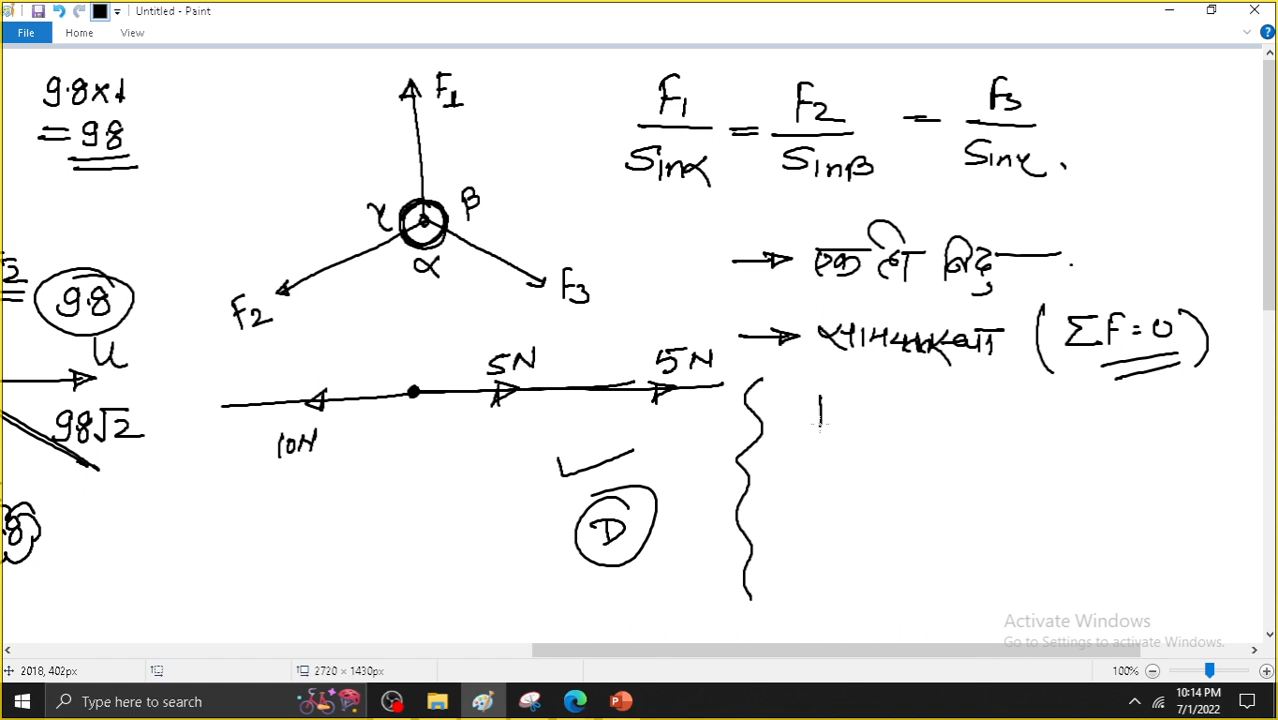 Untitled - Paint
File Home View
9.8×1
= 98
F1
γ β
α
F2 F3
F1/Sinα = F2/Sinβ = F3/Sinγ .
→ एक ही बिंदु
→ (ΣF = 0)
98
u
98√2
5N 5N
10N
D
Activate Windows
Go to Settings to activate Windows.
2018, 402px 2720 × 1430px 100%
Type here to search
10:14 PM
7/1/2022